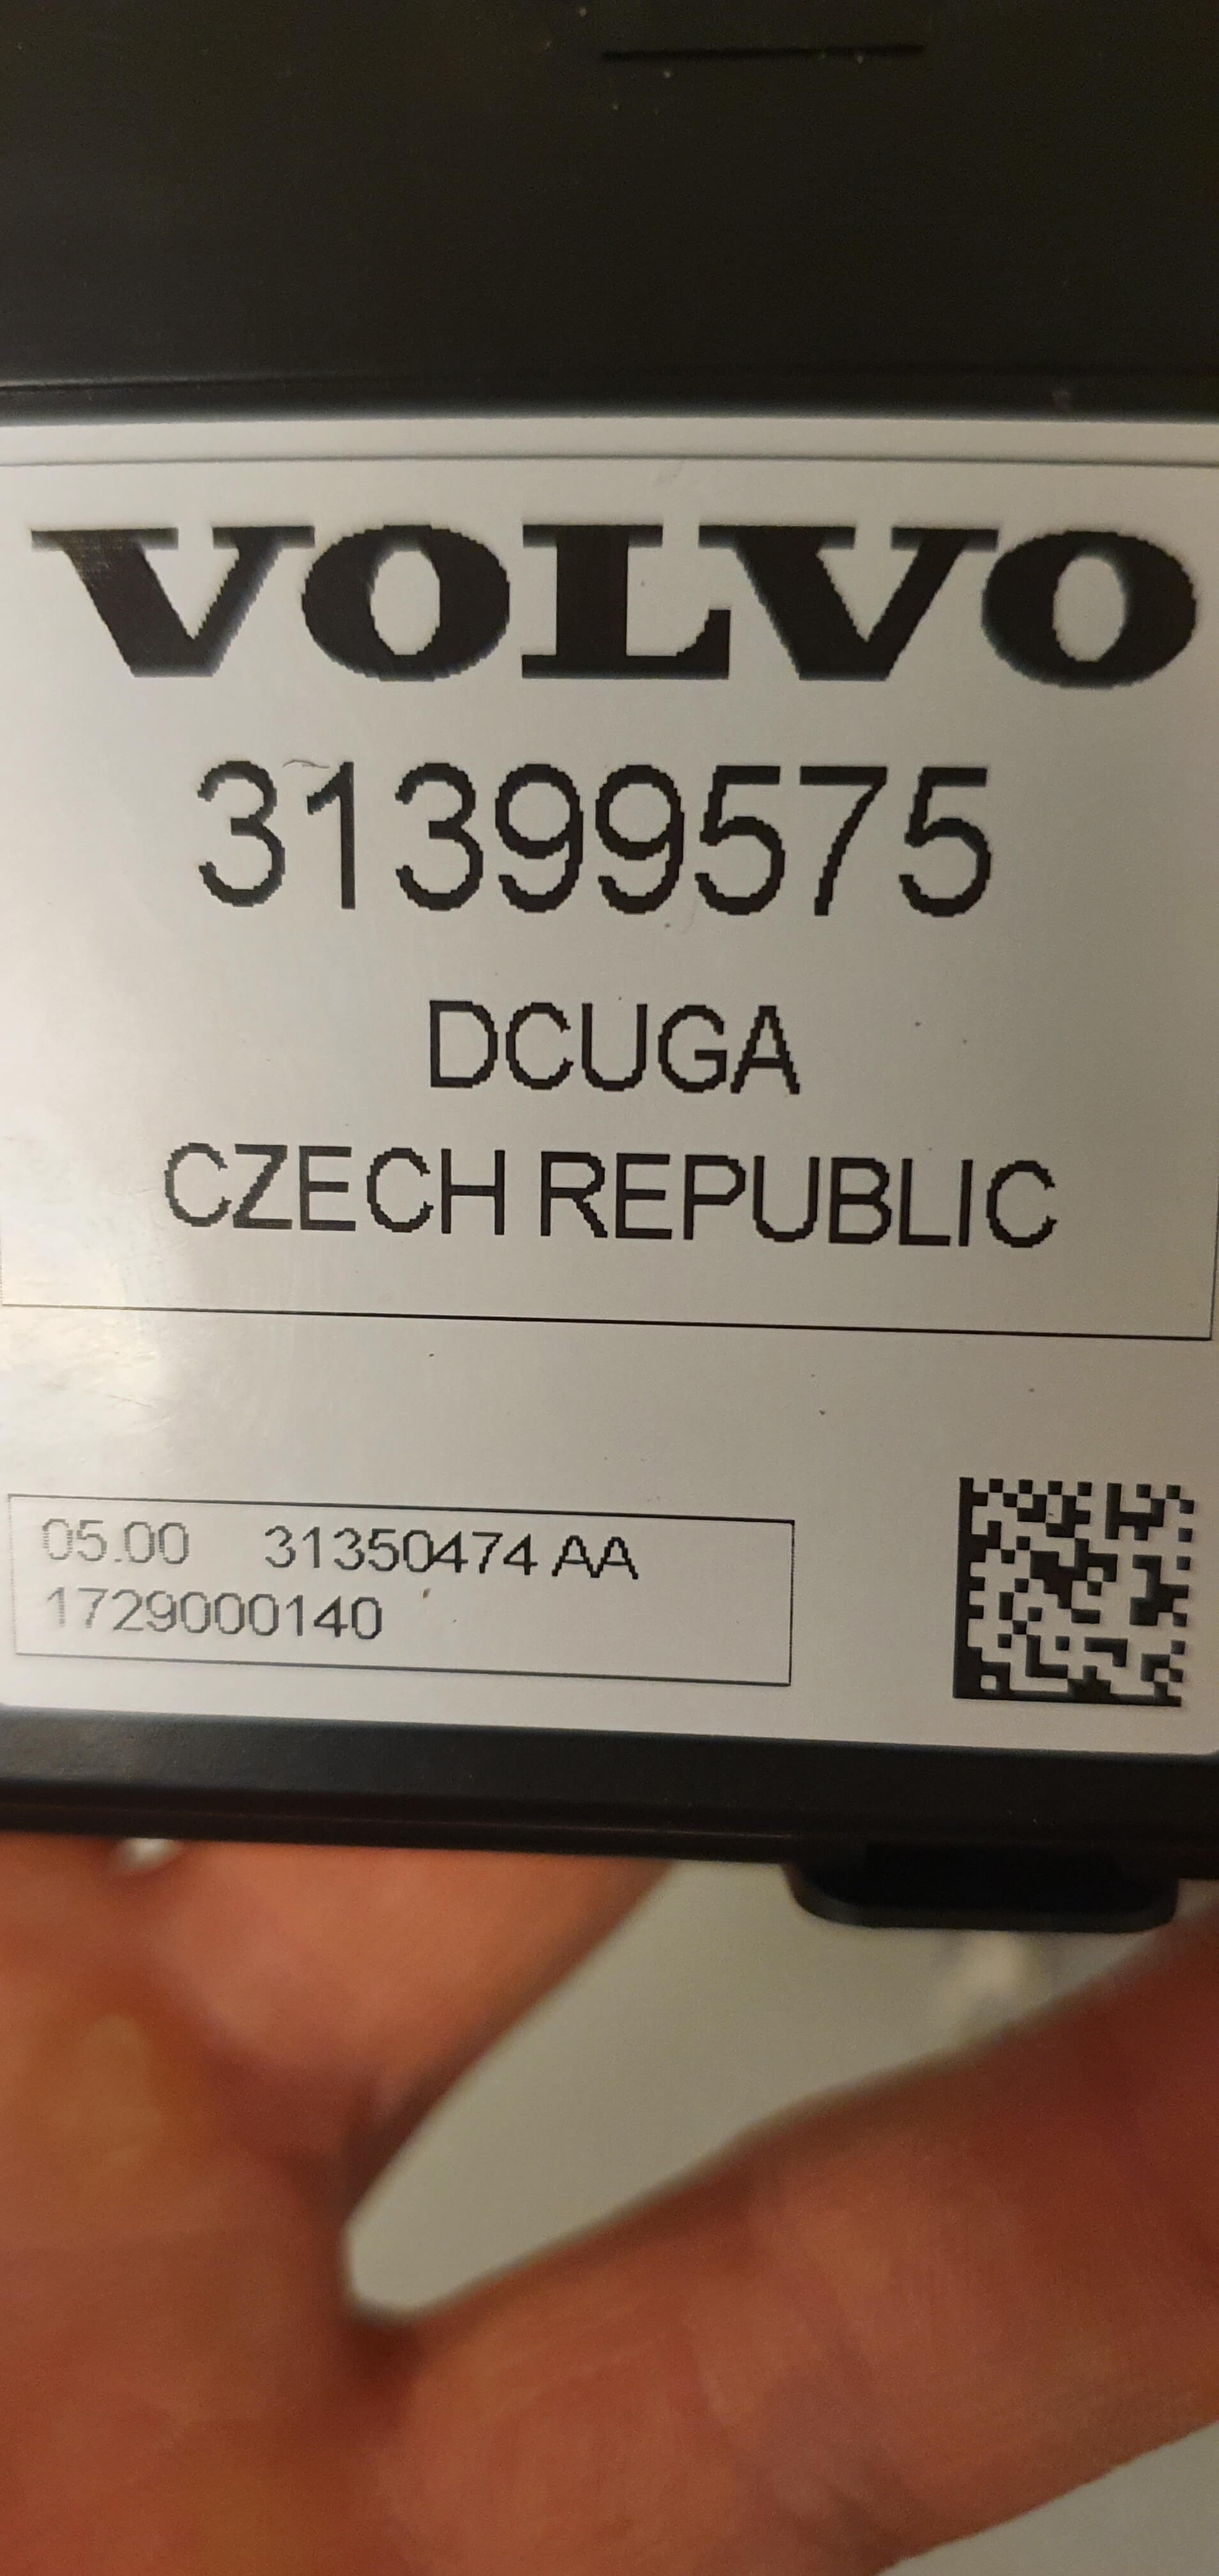 VOLVO
31399575
DCUGA
CZECH REPUBLIC
05.00 31350474 AA
1729000140